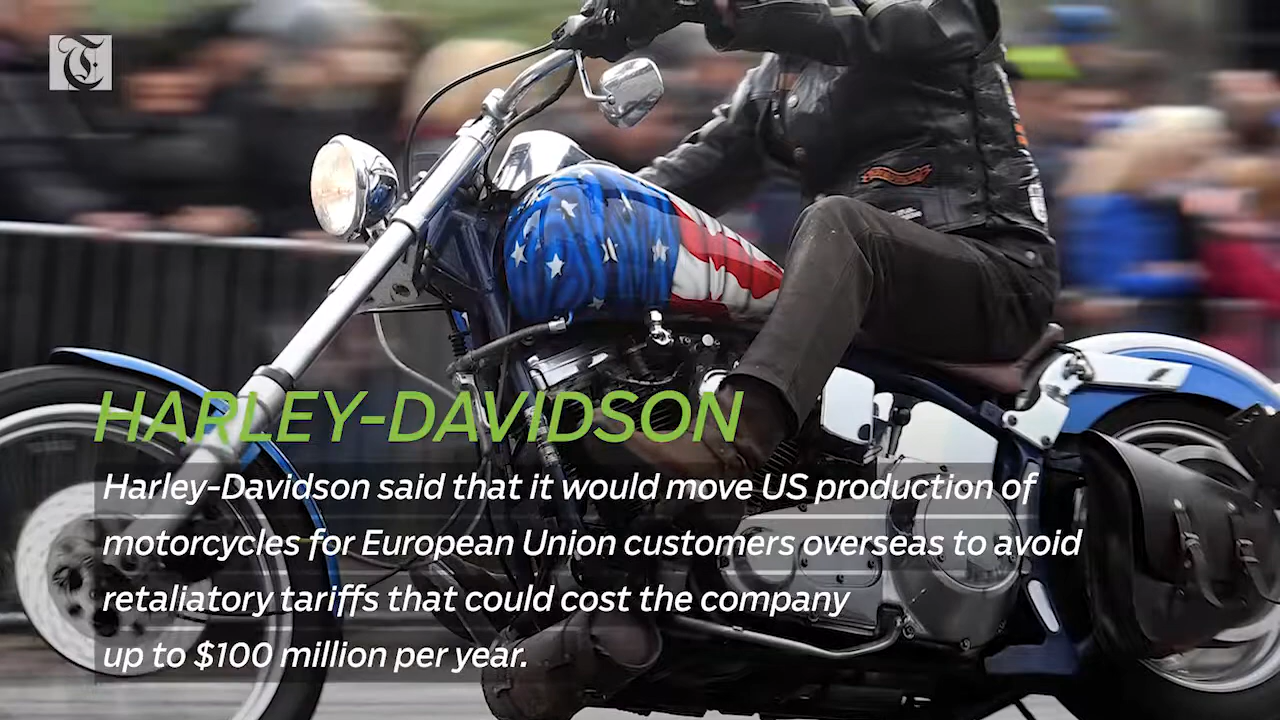 T
HARLEY-DAVIDSON
Harley-Davidson said that it would move US production of
motorcycles for European Union customers overseas to avoid
retaliatory tariffs that could cost the company
up to $100 million per year.